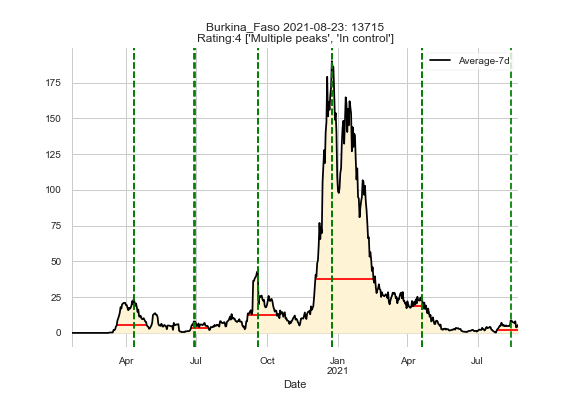 Burkina_Faso 2021-08-23: 13715
Rating:4 ['Multiple peaks', 'In control']
Average-7d
175
150
125
100
75
50
25
0
Apr Jul Oct Jan Apr Jul
2021
Date